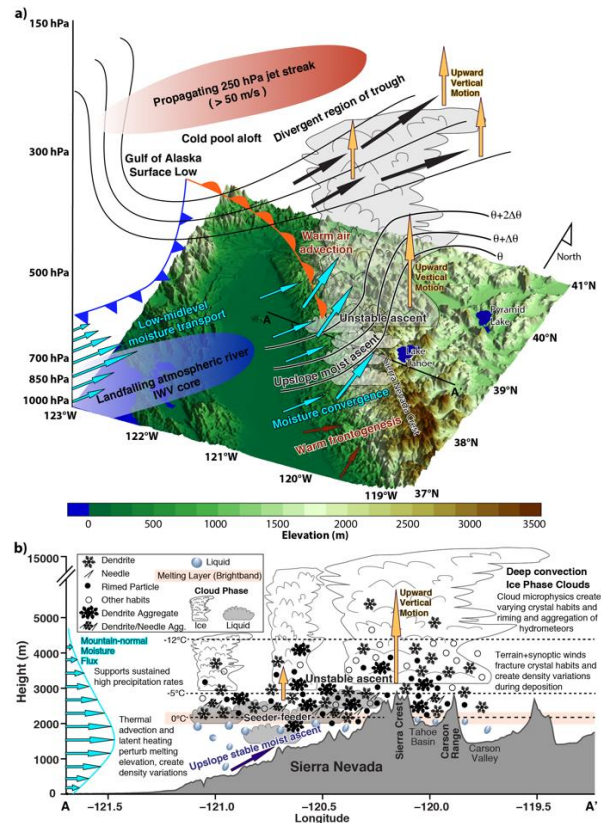 a)
150 hPa
Propagating 250 hPa jet streak
(> 50 m/s)
Upward
Vertical
Motion
Divergent region of trough
Cold pool aloft
300 hPa
Gulf of Alaska
Surface Low
θ+2Δθ
θ+Δθ
θ
North
Warm air
advection
500 hPa
Upward
Vertical
Motion
41°N
Low-midlevel
moisture transport
A
Unstable ascent
Pyramid
Lake
40°N
700 hPa
850 hPa
1000 hPa
Landfalling atmospheric river
IWV core
Upslope moist ascent
Lake
Tahoe
A'
39°N
123°W
Moisture convergence
Sierra Nevada Crest
122°W
38°N
121°W
Warm frontogenesis
120°W
119°W
37°N
0 500 1000 1500 2000 2500 3000 3500
Elevation (m)
b)
15000
5000
4000
3000
2000
1000
0
Height (m)
Dendrite
Needle
Rimed Particle
Other habits
Dendrite Aggregate
Dendrite/Needle Agg.
Liquid
Melting Layer (Brightband)
Cloud Phase
Ice
Liquid
Upward
Vertical
Motion
Deep convection
Ice Phase Clouds
Cloud microphysics create
varying crystal habits and
riming and aggregation of
hydrometeors
Mountain-normal
Moisture
Flux
-12°C
Supports sustained
high precipitation rates
Unstable ascent
Terrain+synoptic winds
fracture crystal habits and
create density variations
during deposition
-5°C
Seeder-feeder
0°C
Thermal
advection and
latent heating
perturb melting
elevation, create
density variations
Upslope stable moist ascent
Sierra Nevada
Sierra Crest
Tahoe
Basin
Carson
Range
Carson
Valley
A −121.5 −121.0 −120.5 −120.0 −119.5 A'
Longitude